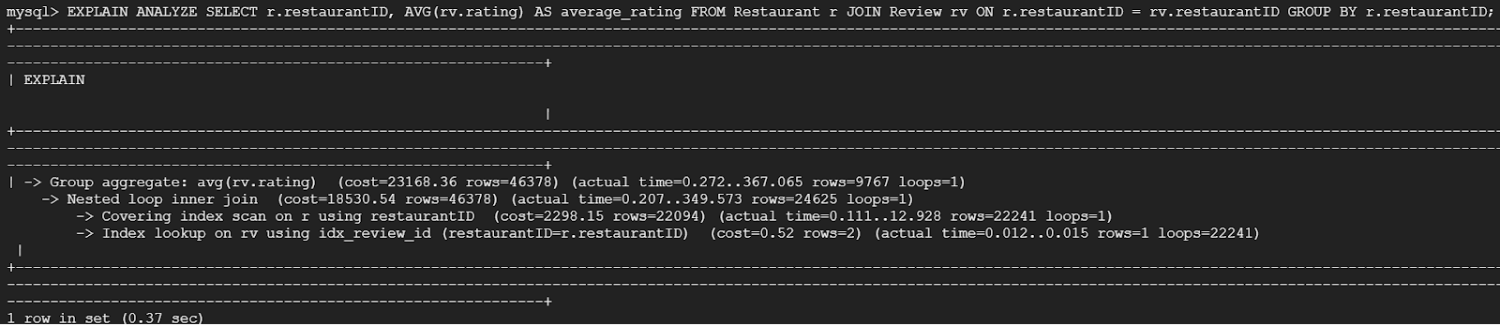 mysql> EXPLAIN ANALYZE SELECT r.restaurantID, AVG(rv.rating) AS average_rating FROM Restaurant r JOIN Review rv ON r.restaurantID = rv.restaurantID GROUP BY r.restaurantID;
| EXPLAIN
|
| -> Group aggregate: avg(rv.rating)  (cost=23168.36 rows=46378) (actual time=0.272..367.065 rows=9767 loops=1)
    -> Nested loop inner join  (cost=18530.54 rows=46378) (actual time=0.207..349.573 rows=24625 loops=1)
        -> Covering index scan on r using restaurantID  (cost=2298.15 rows=22094) (actual time=0.111..12.928 rows=22241 loops=1)
        -> Index lookup on rv using idx_review_id (restaurantID=r.restaurantID)  (cost=0.52 rows=2) (actual time=0.012..0.015 rows=1 loops=22241)
|
1 row in set (0.37 sec)